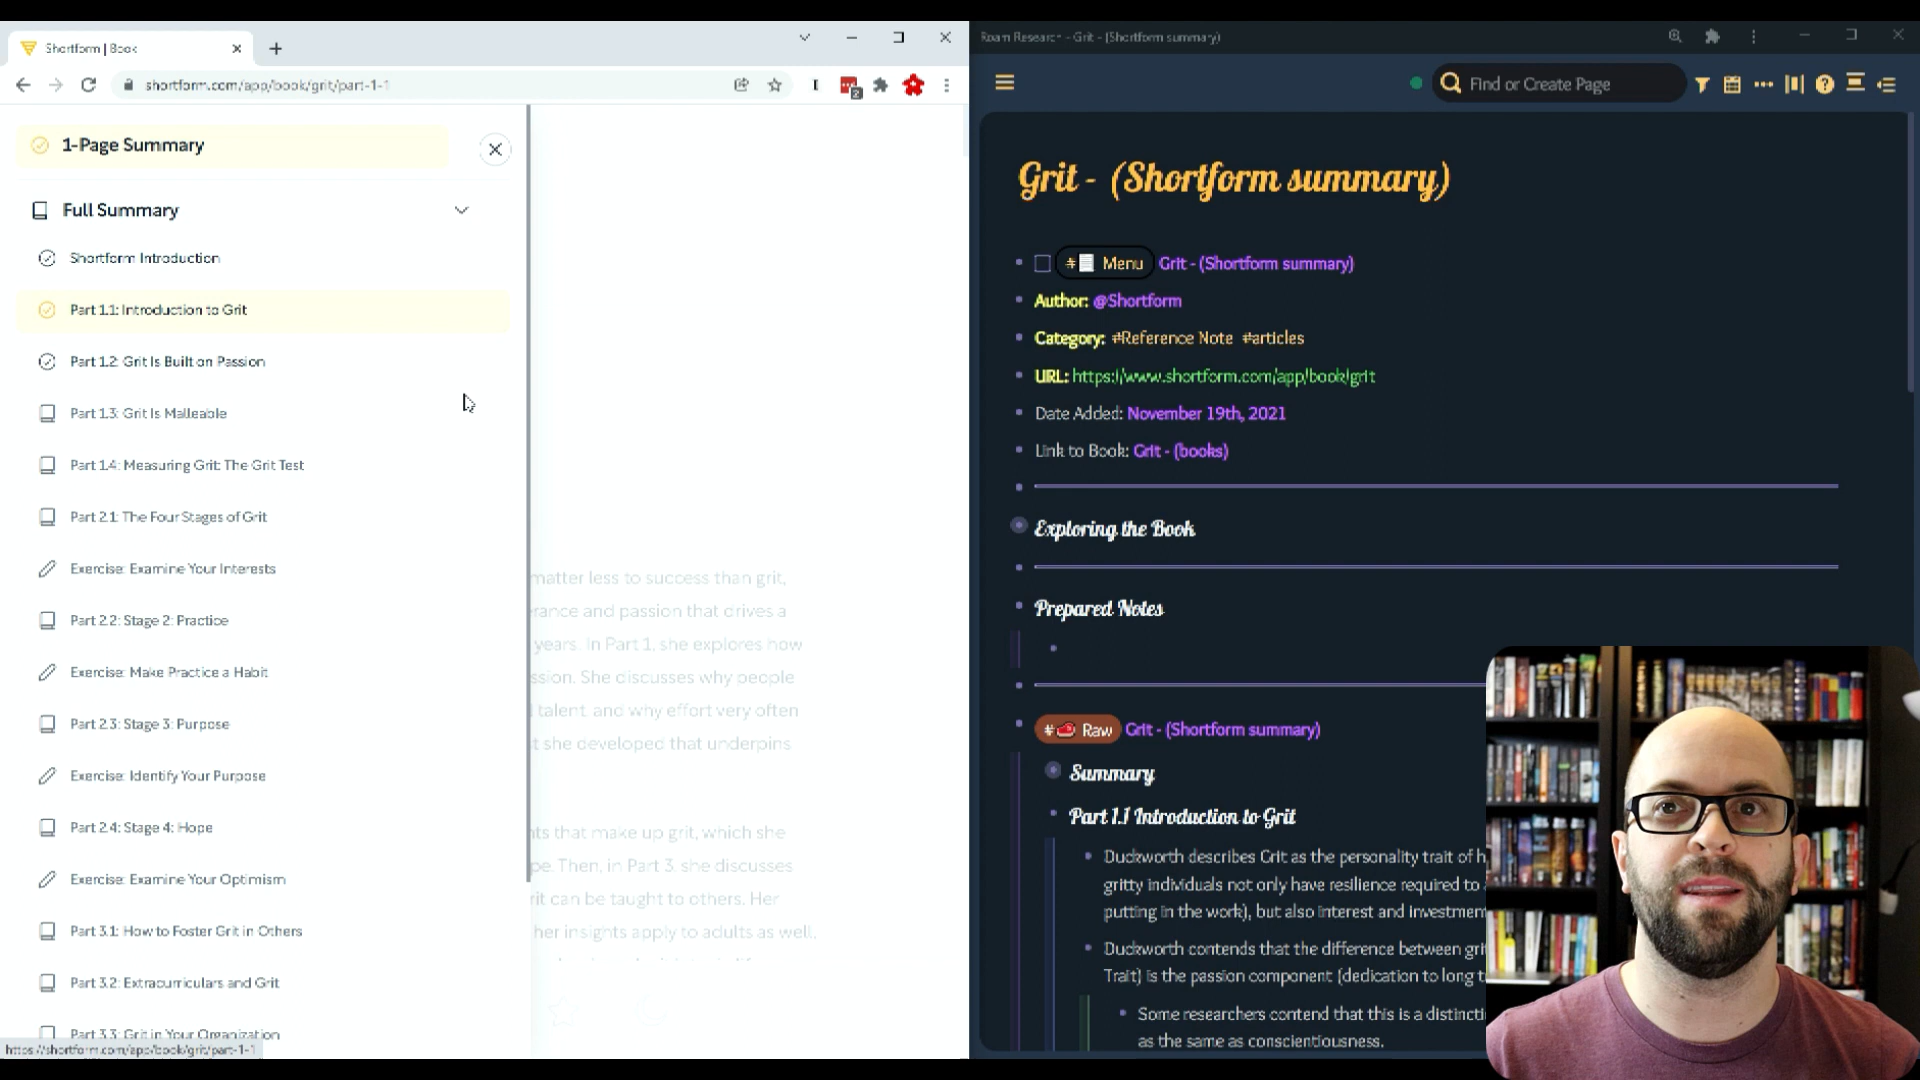 Shortform | Book
shortform.com/app/book/grit/part-1-1
2
1-Page Summary
Full Summary
Shortform Introduction
Part 1.1: Introduction to Grit
Part 1.2: Grit Is Built on Passion
Part 1.3: Grit Is Malleable
Part 1.4: Measuring Grit: The Grit Test
Part 2.1: The Four Stages of Grit
Exercise: Examine Your Interests
Part 2.2: Stage 2: Practice
Exercise: Make Practice a Habit
Part 2.3: Stage 3: Purpose
Exercise: Identify Your Purpose
Part 2.4: Stage 4: Hope
Exercise: Examine Your Optimism
Part 3.1: How to Foster Grit in Others
Part 3.2: Extracurriculars and Grit
Part 3.3: Grit in Your Organization
https://shortform.com/app/book/grit/part-1-1
matter less to success than grit,
rance and passion that drives a
years. In Part 1, she explores how
ssion. She discusses why people
talent, and why effort very often
t she developed that underpins
ts that make up grit, which she
pe. Then, in Part 3, she discusses
rit can be taught to others. Her
her insights apply to adults as well,
Roam Research - Grit - (Shortform summary)
Find or Create Page
Grit - (Shortform summary)
# Menu Grit - (Shortform summary)
Author: @Shortform
Category: #Reference Note #articles
URL: https://www.shortform.com/app/book/grit
Date Added: November 19th, 2021
Link to Book: Grit - (books)
Exploring the Book
Prepared Notes
# Raw Grit - (Shortform summary)
Summary
Part 1.1 Introduction to Grit
Duckworth describes Grit as the personality trait of h
gritty individuals not only have resilience required to
putting in the work), but also interest and investmen
Duckworth contends that the difference between gri
Trait) is the passion component (dedication to long t
Some researchers contend that this is a distincti
as the same as conscientiousness.